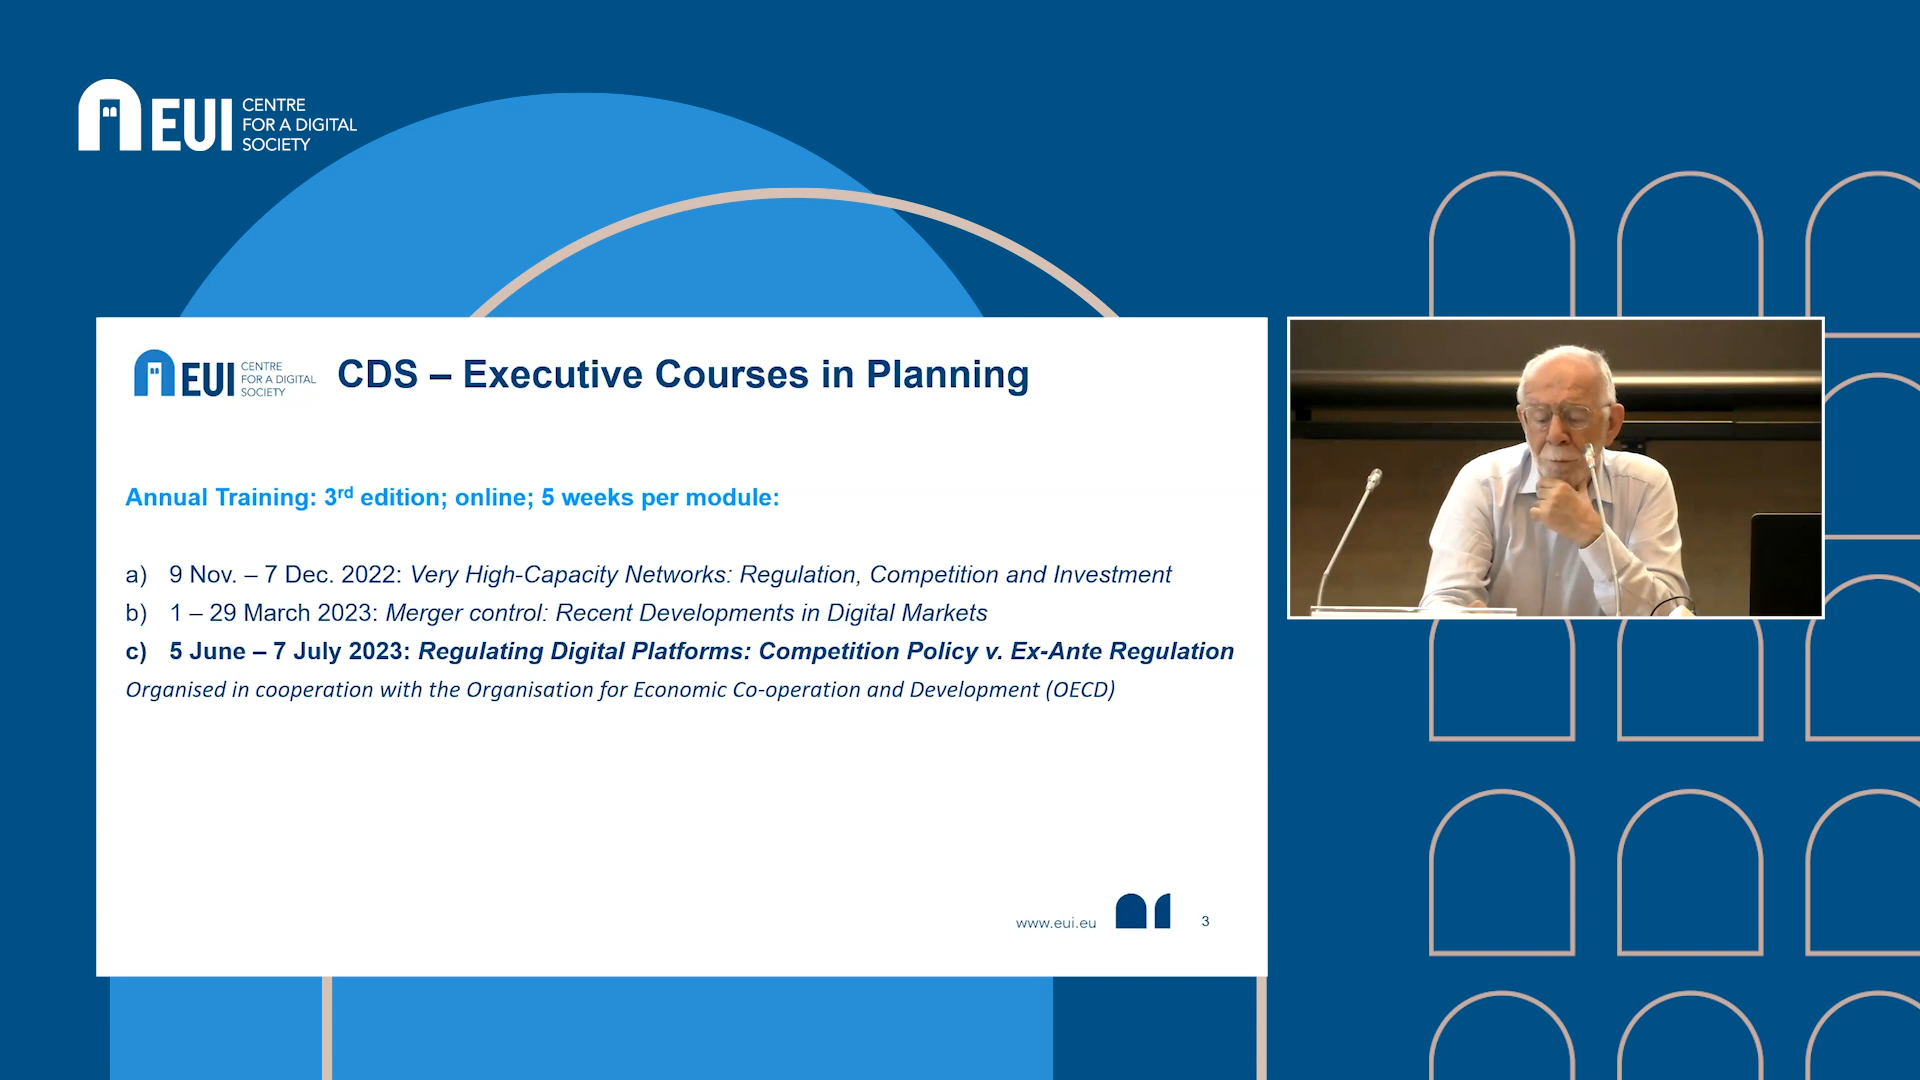 EUI
CENTRE
FOR A DIGITAL
SOCIETY
EUI
CENTRE
FOR A DIGITAL
SOCIETY
CDS – Executive Courses in Planning
Annual Training: 3rd edition; online; 5 weeks per module:
a) 9 Nov. – 7 Dec. 2022: Very High-Capacity Networks: Regulation, Competition and Investment
b) 1 – 29 March 2023: Merger control: Recent Developments in Digital Markets
c) 5 June – 7 July 2023: Regulating Digital Platforms: Competition Policy v. Ex-Ante Regulation
Organised in cooperation with the Organisation for Economic Co-operation and Development (OECD)
www.eui.eu
3